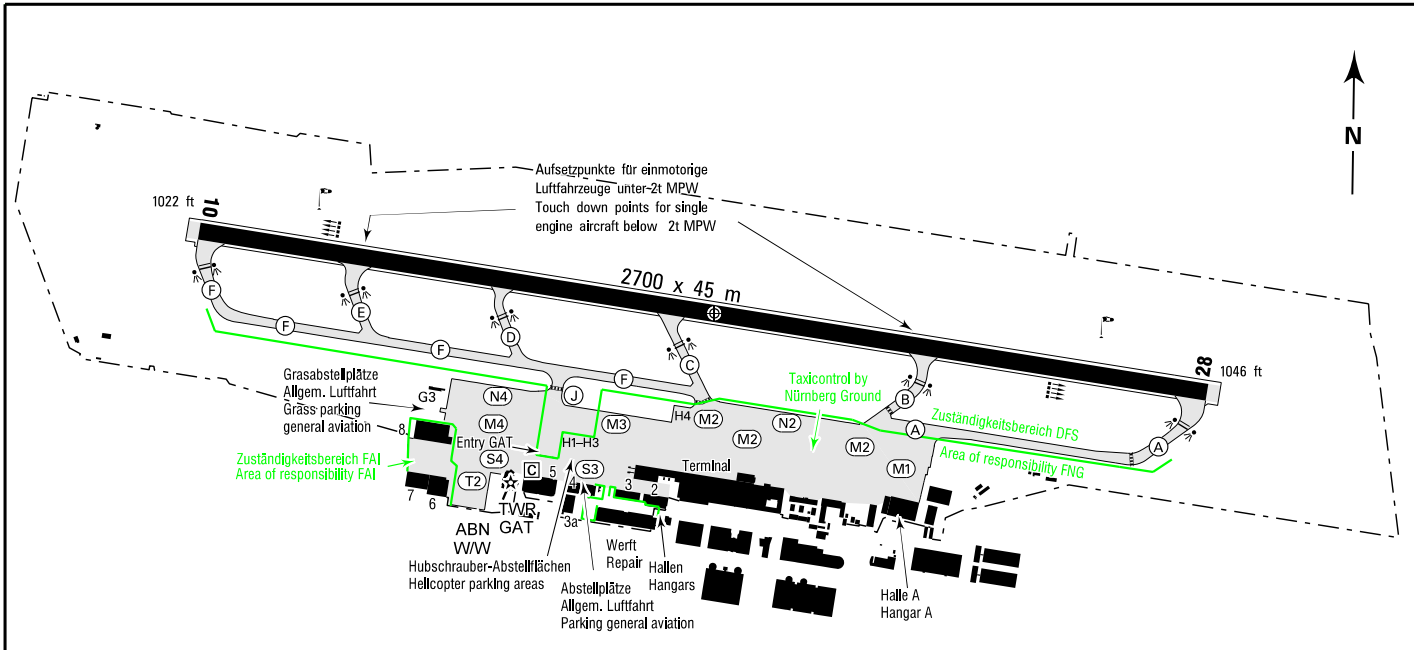 N
Aufsetzpunkte für einmotorige
Luftfahrzeuge unter 2t MPW
Touch down points for single
engine aircraft below 2t MPW
1022 ft
10
2700 x 45 m
28
1046 ft
F
E
F
D
F
C
F
J
B
A
A
Zuständigkeitsbereich DFS
Area of responsibility FNG
Taxicontrol by
Nürnberg Ground
Grasabstellplätze
Allgem. Luftfahrt
Grass parking
general aviation
G3
N4
M4
S4
T2
Entry GAT
H1–H3
M3
H4
M2
M2
N2
M2
M1
S3
Terminal
8
7
6
C
5
4
3
2
3a
Zuständigkeitsbereich FAI
Area of responsibility FAI
TWR
GAT
ABN
W/W
Hubschrauber-Abstellflächen
Helicopter parking areas
Werft
Repair
Hallen
Hangars
Abstellplätze
Allgem. Luftfahrt
Parking general aviation
Halle A
Hangar A